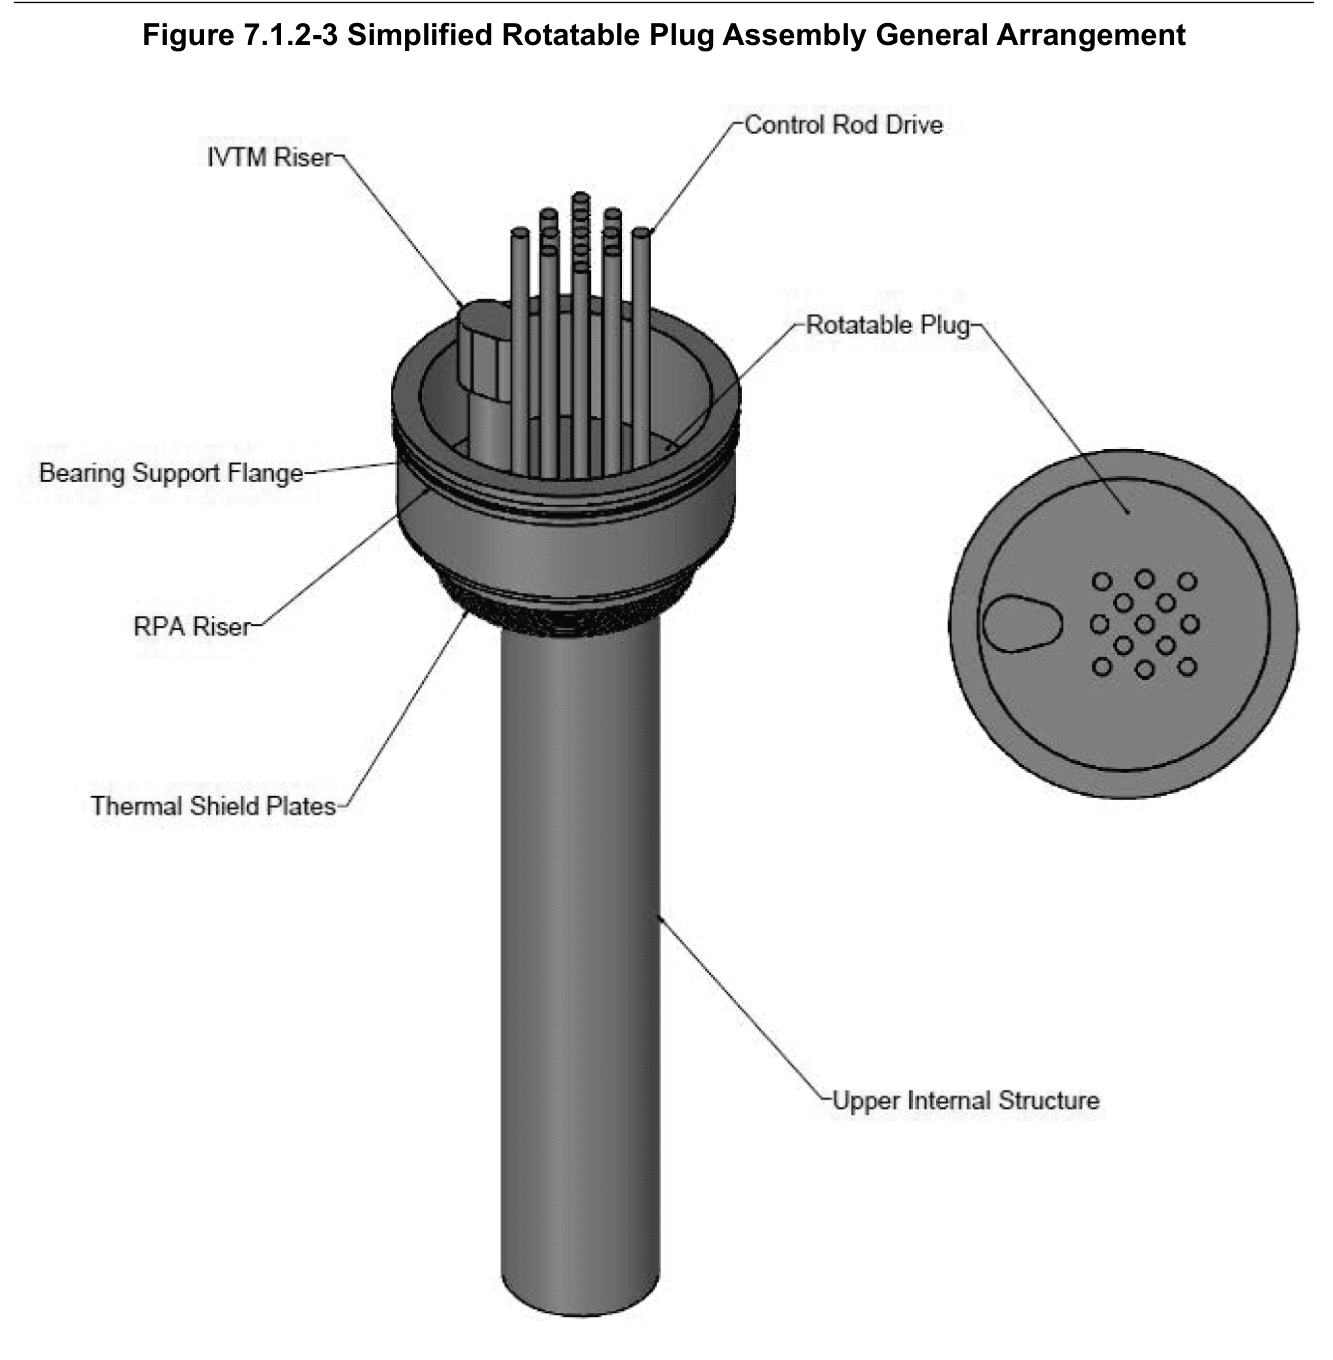 Figure 7.1.2-3 Simplified Rotatable Plug Assembly General Arrangement
Control Rod Drive
IVTM Riser
Rotatable Plug
Bearing Support Flange
RPA Riser
Thermal Shield Plates
Upper Internal Structure